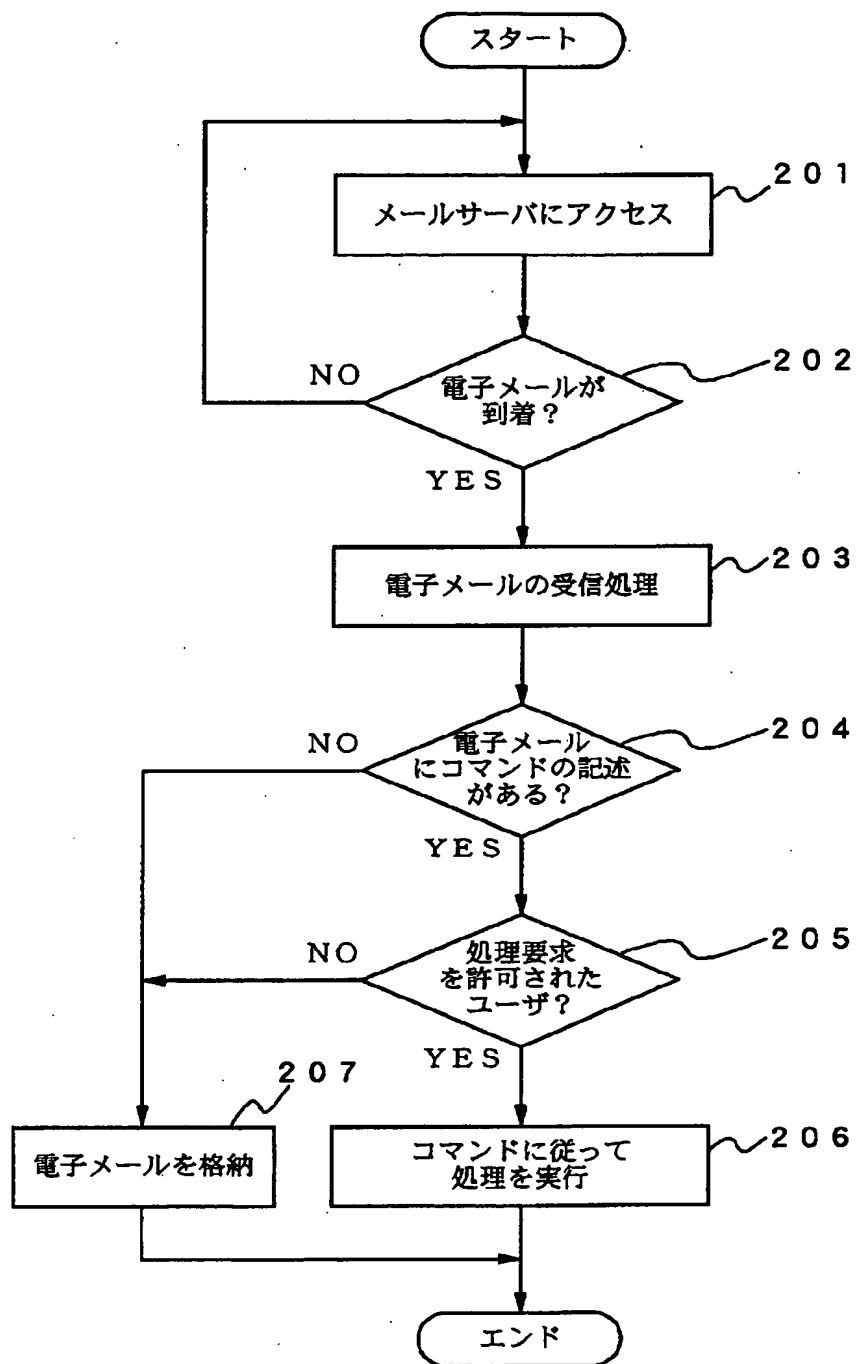 スタート
メールサーバにアクセス
２０１
電子メールが
到着？
２０２
ＮＯ
ＹＥＳ
電子メールの受信処理
２０３
電子メール
にコマンドの記述
がある？
２０４
ＮＯ
ＹＥＳ
処理要求
を許可された
ユーザ？
２０５
ＮＯ
ＹＥＳ
２０７
電子メールを格納
コマンドに従って
処理を実行
２０６
エンド